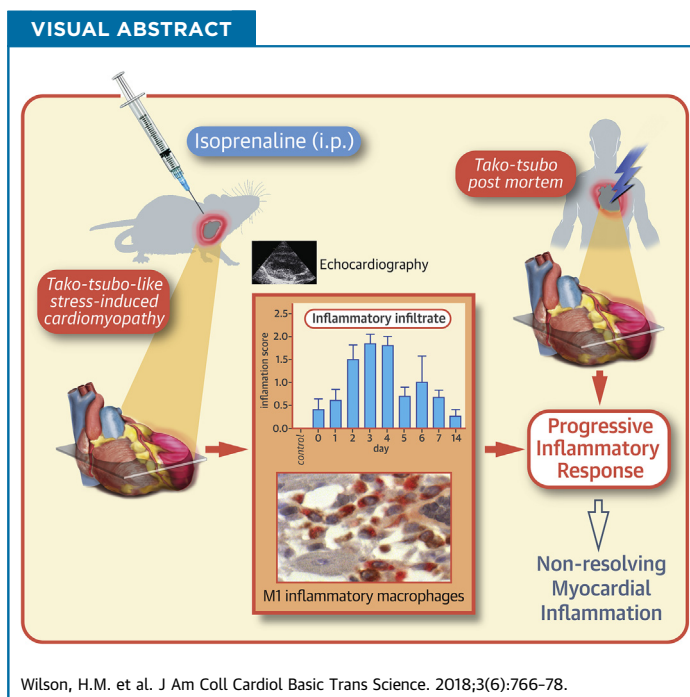 VISUAL ABSTRACT
Isoprenaline (i.p.)
Tako-tsubo
post mortem
Echocardiography
Tako-tsubo-like
stress-induced
cardiomyopathy
Inflammatory infiltrate
inflamation score
2.5
2.0
1.5
1.0
0.5
0.0
control
0 1 2 3 4 5 6 7 14
day
M1 inflammatory macrophages
Progressive
Inflammatory
Response
Non-resolving
Myocardial
Inflammation
Wilson, H.M. et al. J Am Coll Cardiol Basic Trans Science. 2018;3(6):766–78.